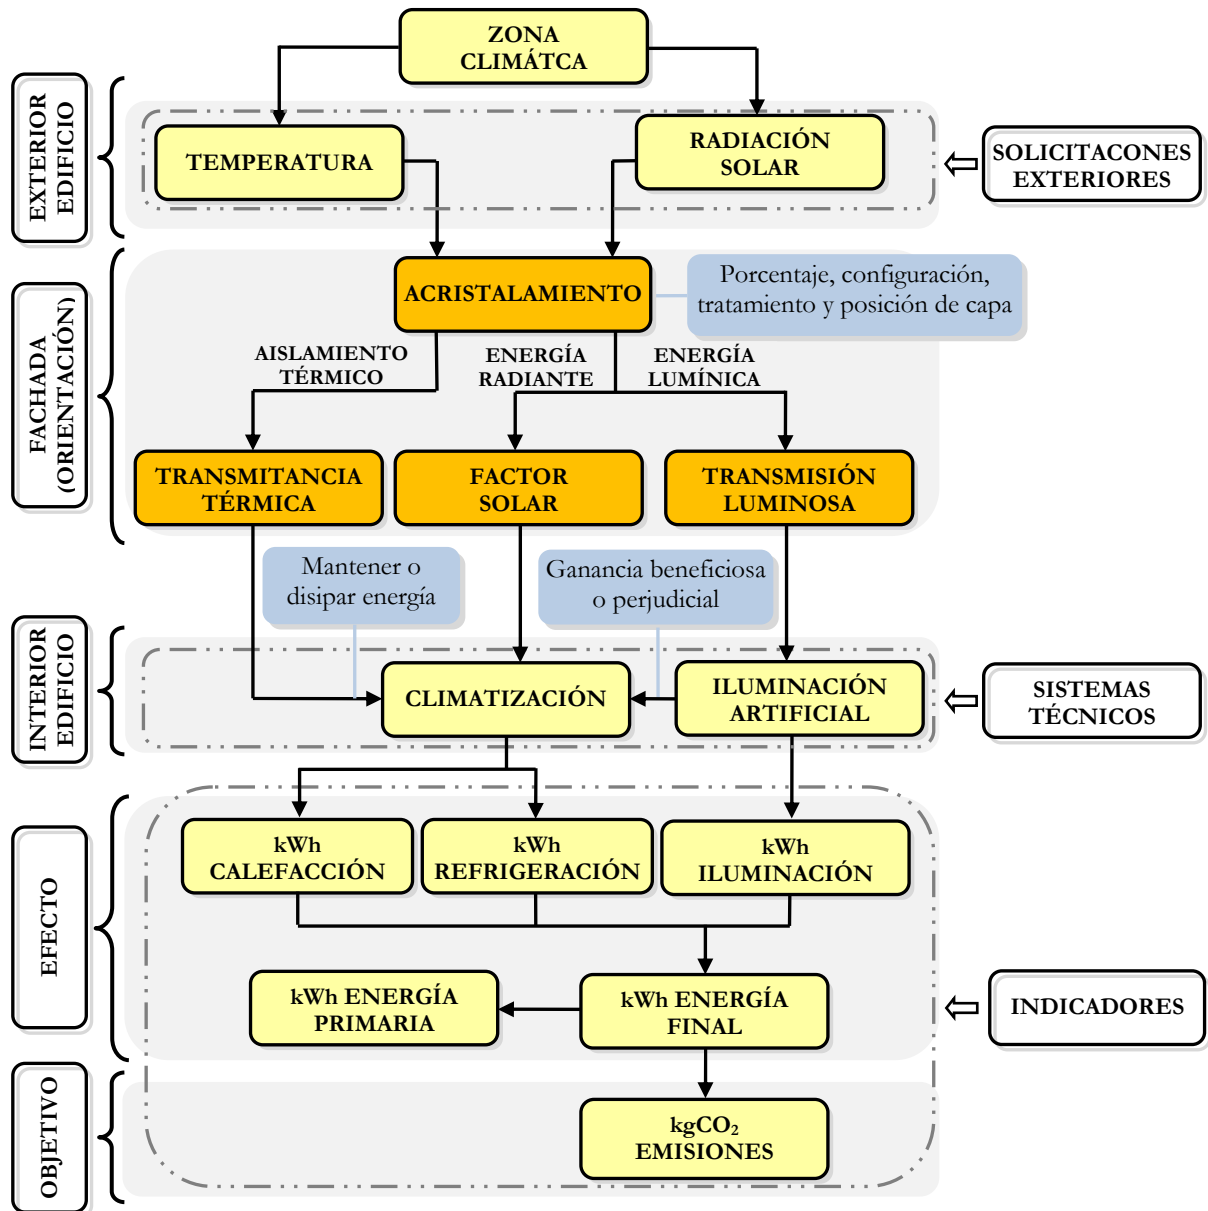 ZONA
CLIMÁTCA
EXTERIOR
EDIFICIO
TEMPERATURA
RADIACIÓN
SOLAR
SOLICITACONES
EXTERIORES
FACHADA
(ORIENTACIÓN)
ACRISTALAMIENTO
Porcentaje, configuración,
tratamiento y posición de capa
AISLAMIENTO
TÉRMICO
ENERGÍA
RADIANTE
ENERGÍA
LUMÍNICA
TRANSMITANCIA
TÉRMICA
FACTOR
SOLAR
TRANSMISIÓN
LUMINOSA
Mantener o
disipar energía
Ganancia beneficiosa
o perjudicial
INTERIOR
EDIFICIO
CLIMATIZACIÓN
ILUMINACIÓN
ARTIFICIAL
SISTEMAS
TÉCNICOS
EFECTO
kWh
CALEFACCIÓN
kWh
REFRIGERACIÓN
kWh
ILUMINACIÓN
kWh ENERGÍA
PRIMARIA
kWh ENERGÍA
FINAL
INDICADORES
OBJETIVO
kgCO₂
EMISIONES